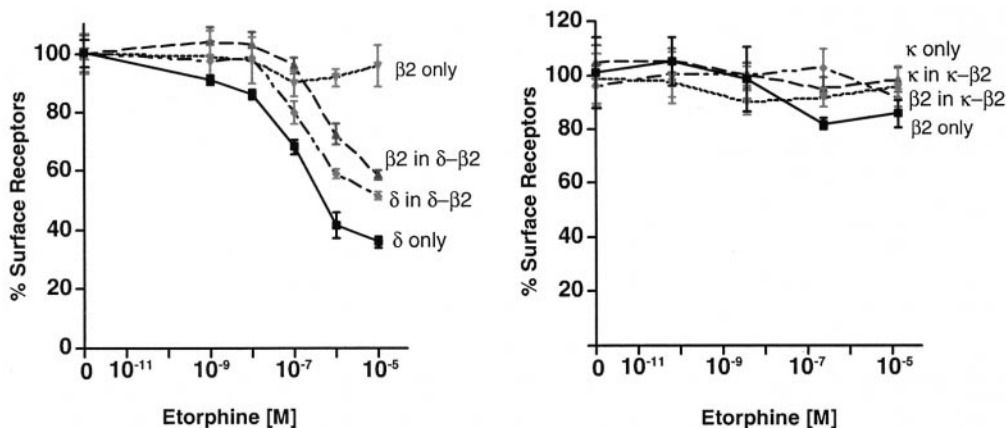 % Surface Receptors
100
80
60
40
20
0
0
10-11
10-9
10-7
10-5
Etorphine [M]
β2 only
β2 in δ–β2
δ in δ–β2
δ only
% Surface Receptors
120
100
80
60
40
20
0
10-11
10-9
10-7
10-5
Etorphine [M]
κ only
κ in κ–β2
β2 in κ–β2
β2 only